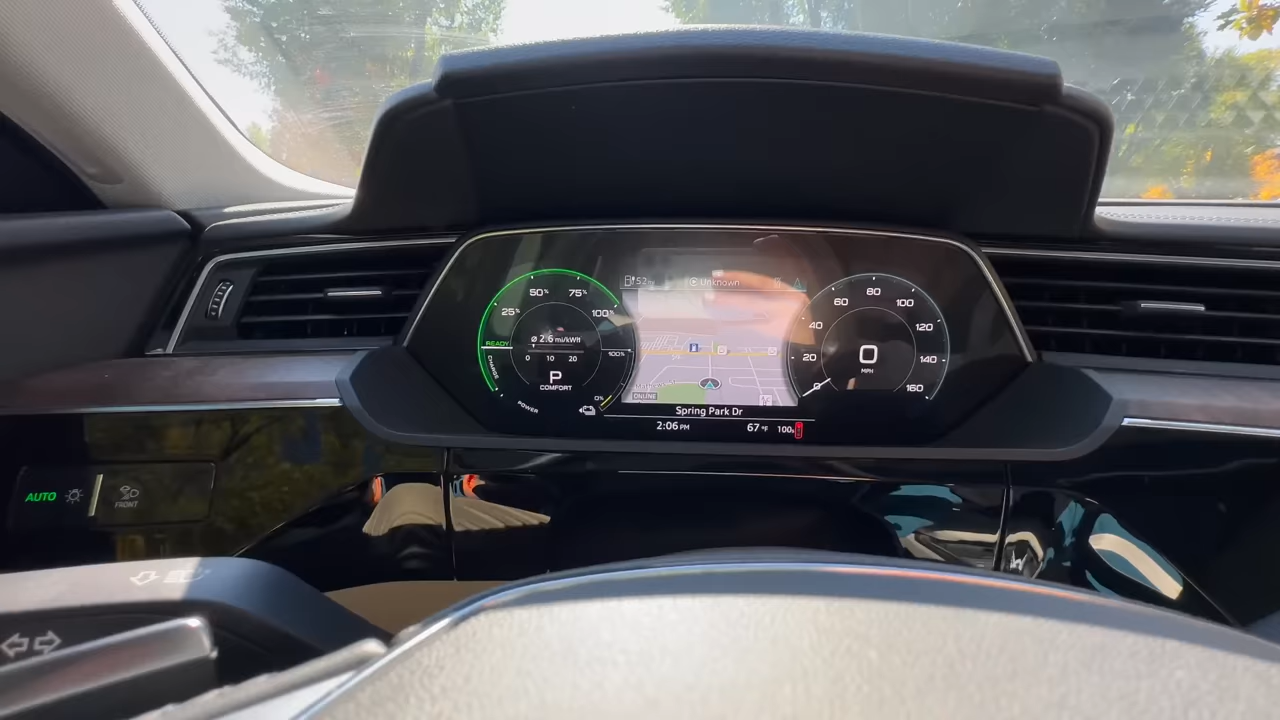 52
Unknown
50%
75%
25%
100%
READY
CHARGE
POWER
Ø 2.6 mi/kWh
0 10 20
P
COMFORT
100%
0%
ONLINE
Spring Park Dr
2:06 PM
67 °F
100
0
20
40
60
80
100
120
140
160
0
MPH
AUTO
FRONT